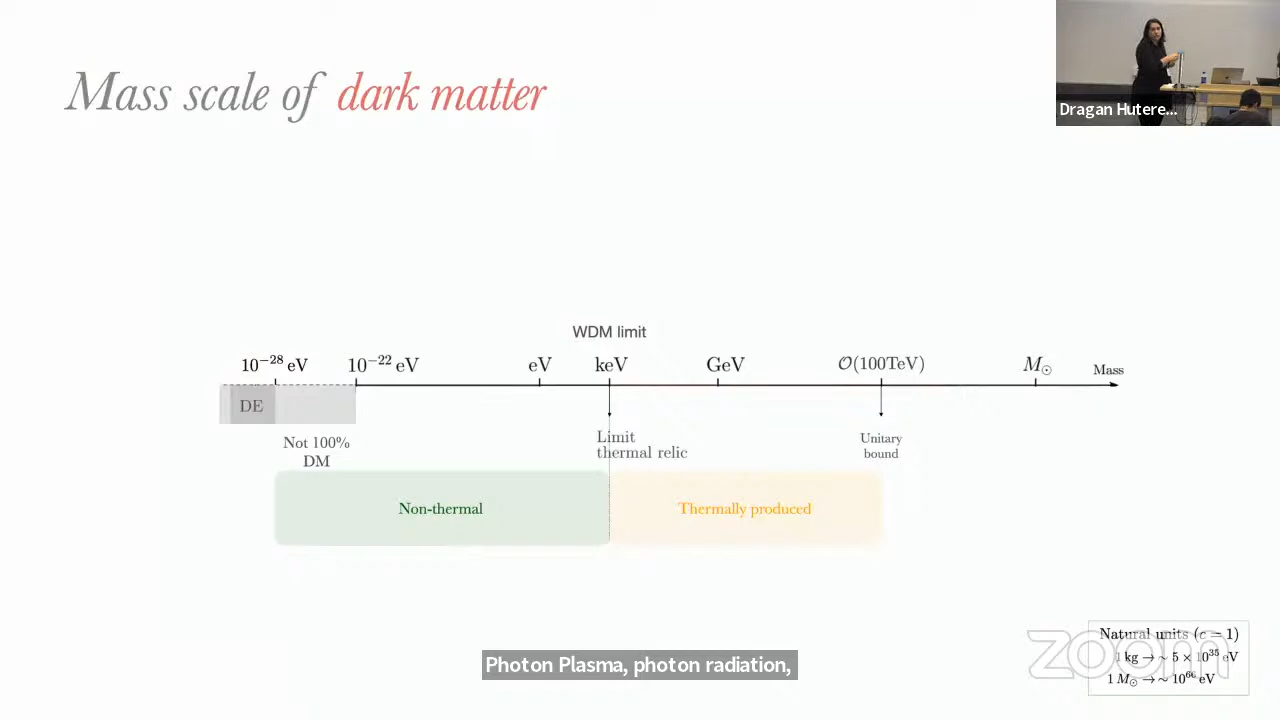 Mass scale of dark matter
Dragan Hutere...
WDM limit
10⁻²⁸ eV
10⁻²² eV
eV
keV
GeV
𝒪(100TeV)
M☉
Mass
DE
Not 100%
DM
Limit
thermal relic
Unitary
bound
Non-thermal
Thermally produced
Natural units (c = 1)
1 kg → ~ 5 × 10³⁵ eV
1 M☉ → ~ 10⁶⁶ eV
zoom
Photon Plasma, photon radiation,